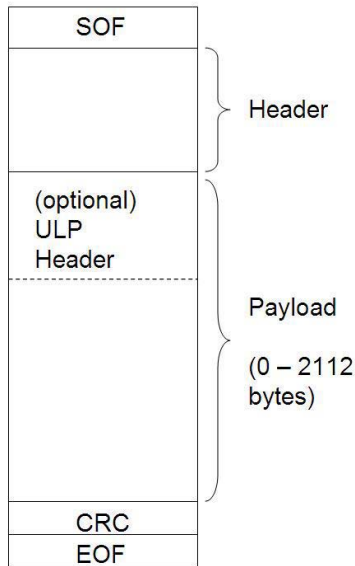 SOF
Header
(optional)
ULP
Header
Payload
(0 – 2112
bytes)
CRC
EOF